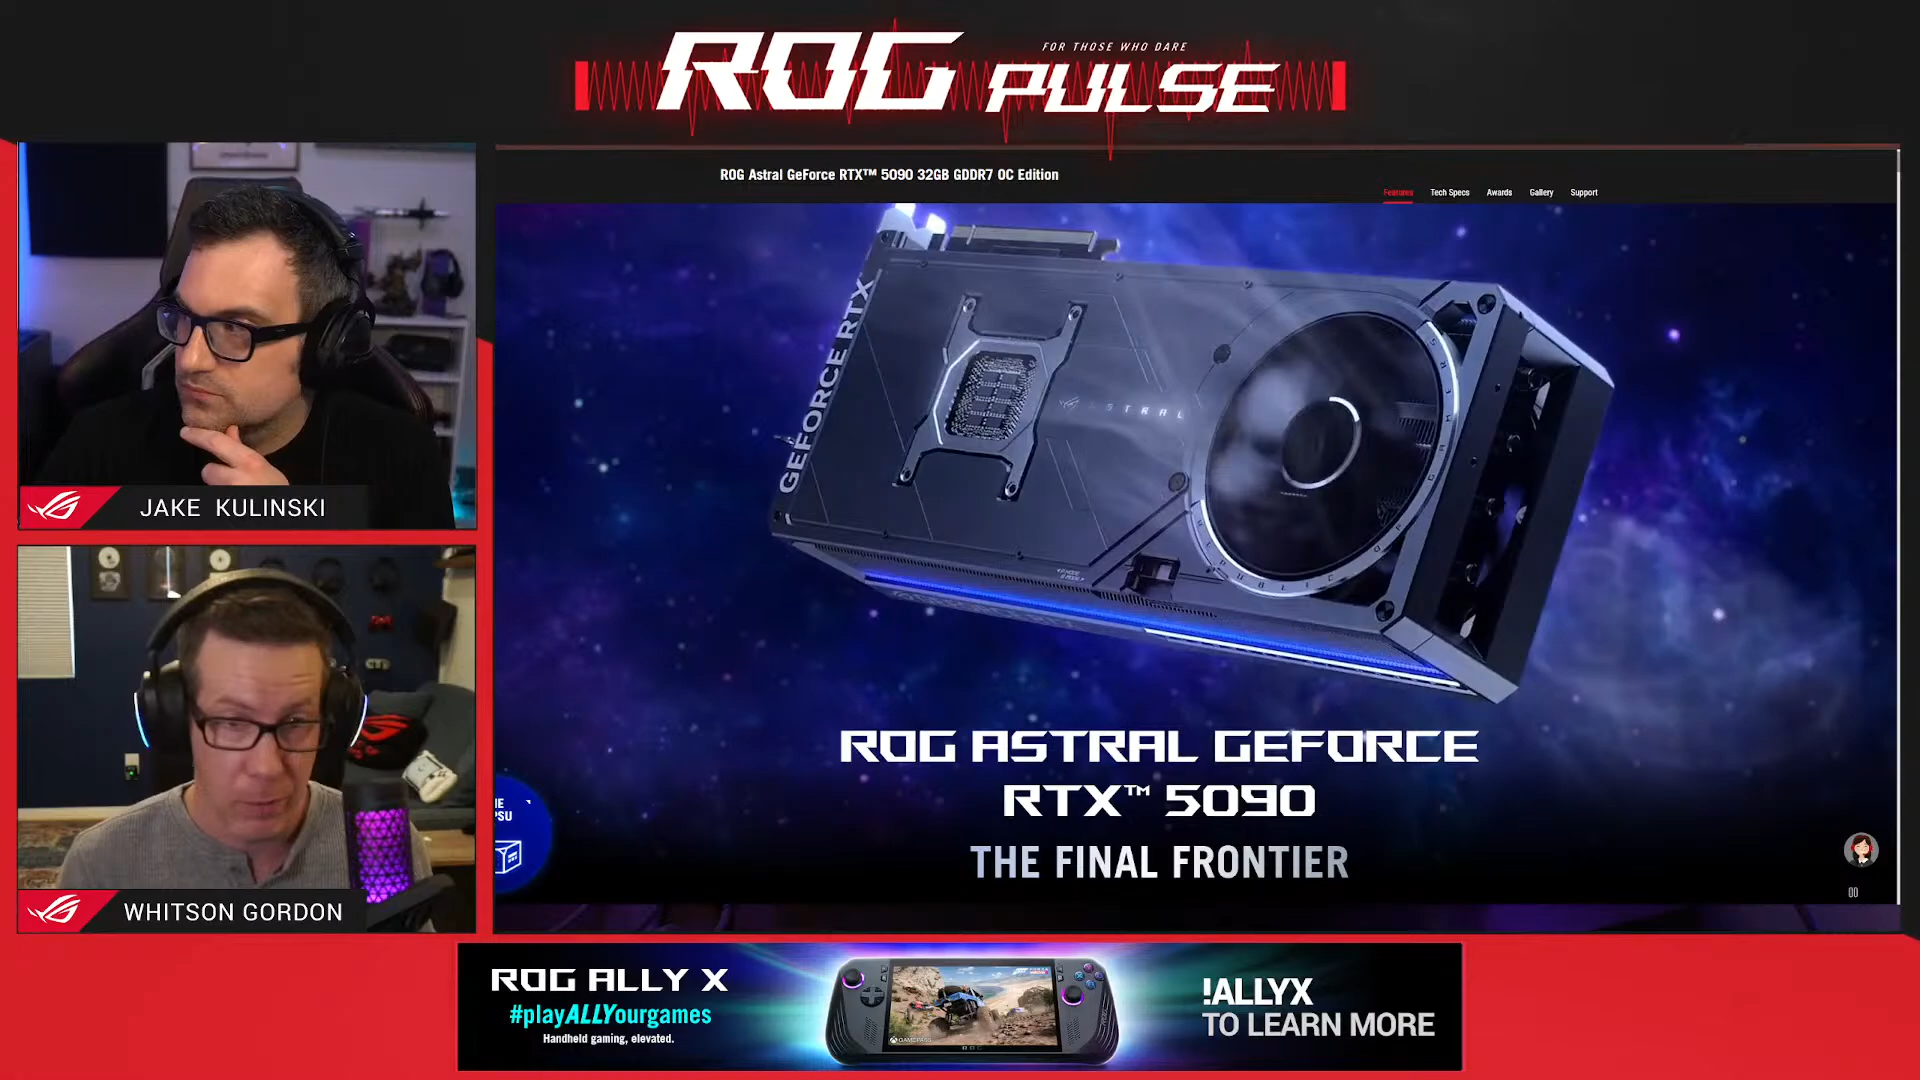 ROG
FOR THOSE WHO DARE
PULSE
ROG Astral GeForce RTX™ 5090 32GB GDDR7 OC Edition
Features
Tech Specs
Awards
Gallery
Support
GEFORCE RTX
ASTRAL
JAKE KULINSKI
WHITSON GORDON
ROG ASTRAL GEFORCE
RTX™ 5090
THE FINAL FRONTIER
ROG ALLY X
#playALLYourgames
Handheld gaming, elevated.
!ALLYX
TO LEARN MORE